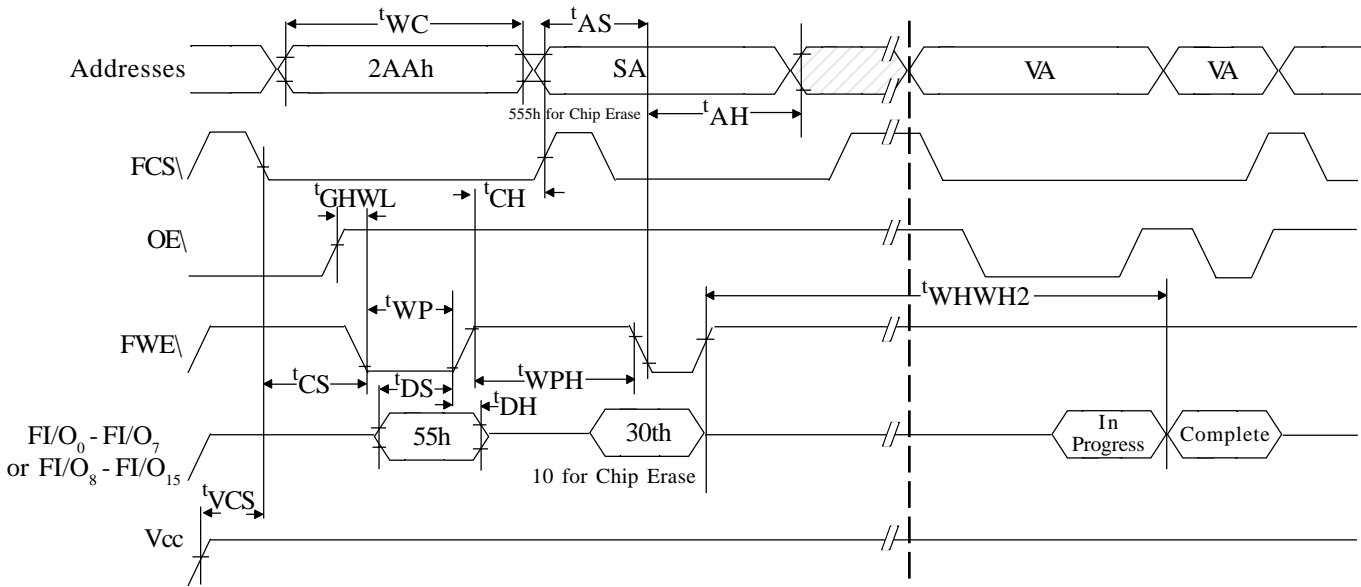 tWC
tAS
Addresses
2AAh
SA
VA
VA
555h for Chip Erase
tAH
FCS\
tGHWL
tCH
OE\
tWHWH2
tWP
FWE\
tCS
tDS
tWPH
tDH
FI/O0 - FI/O7
or FI/O8 - FI/O15
55h
30th
In
Progress
Complete
10 for Chip Erase
tVCS
Vcc